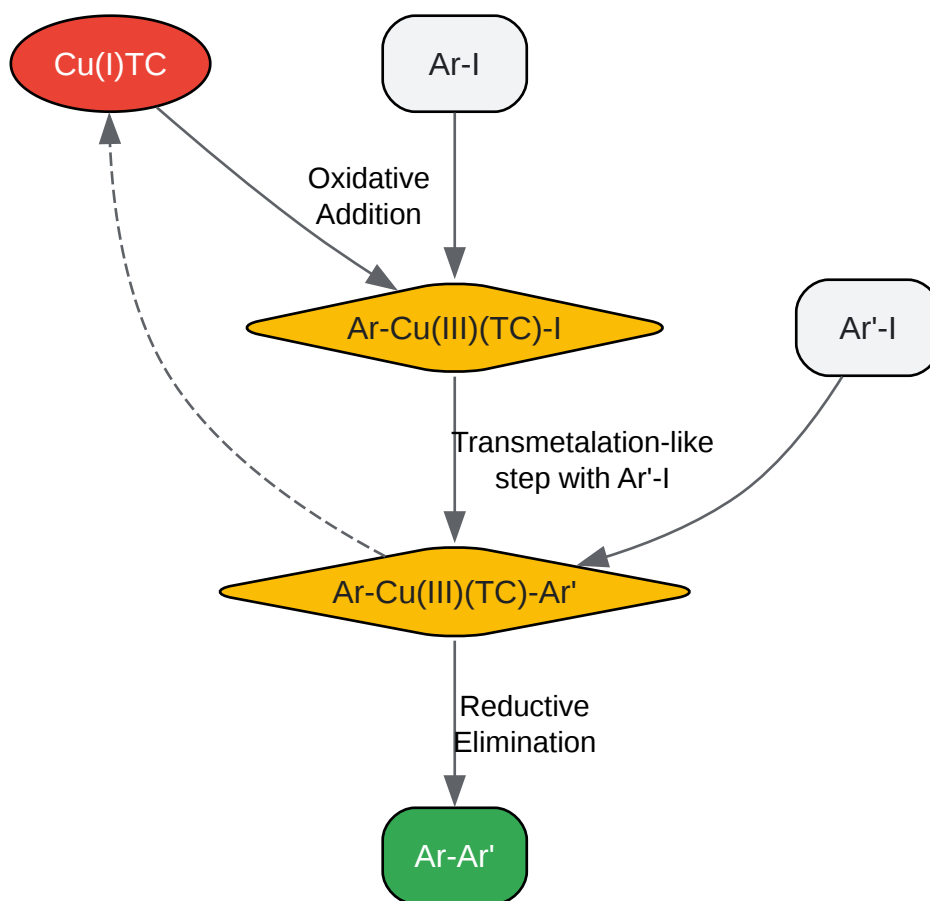 Cu(I)TC
Ar-I
Oxidative
Addition
Ar-Cu(III)(TC)-I
Ar'-I
Transmetalation-like
step with Ar'-I
Ar-Cu(III)(TC)-Ar'
Reductive
Elimination
Ar-Ar'